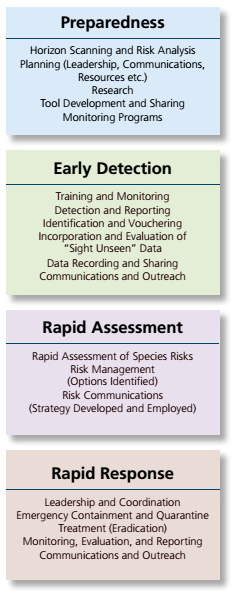 Preparedness
Horizon Scanning and Risk Analysis
Planning (Leadership, Communications,
Resources etc.)
Research
Tool Development and Sharing
Monitoring Programs
Early Detection
Training and Monitoring
Detection and Reporting
Identification and Vouchering
Incorporation and Evaluation of
“Sight Unseen” Data
Data Recording and Sharing
Communications and Outreach
Rapid Assessment
Rapid Assessment of Species Risks
Risk Management
(Options Identified)
Risk Communications
(Strategy Developed and Employed)
Rapid Response
Leadership and Coordination
Emergency Containment and Quarantine
Treatment (Eradication)
Monitoring, Evaluation, and Reporting
Communications and Outreach